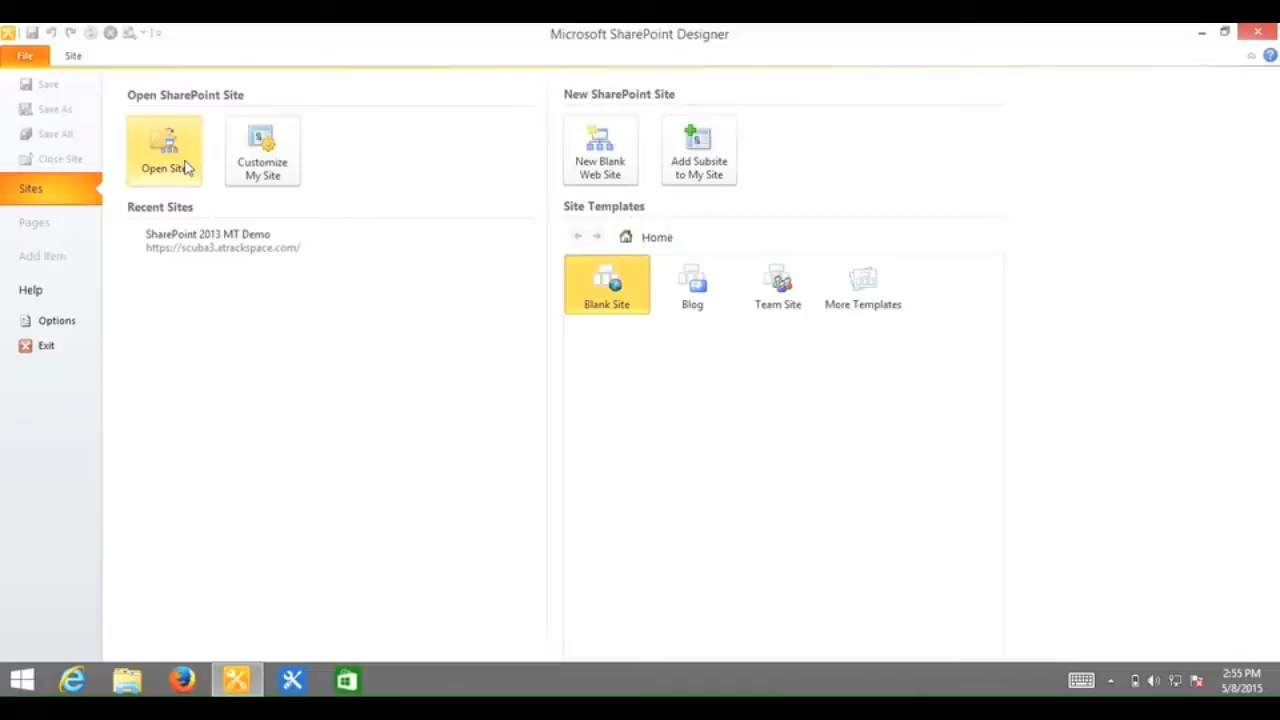 Microsoft SharePoint Designer
File
Site
Save
Save As
Save All
Close Site
Sites
Pages
Add Item
Help
Options
Exit
Open SharePoint Site
Open Site
Customize
My Site
Recent Sites
SharePoint 2013 MT Demo
https://scuba3.atrackspace.com/
New SharePoint Site
New Blank
Web Site
Add Subsite
to My Site
Site Templates
Home
Blank Site
Blog
Team Site
More Templates
2:55 PM
5/8/2015